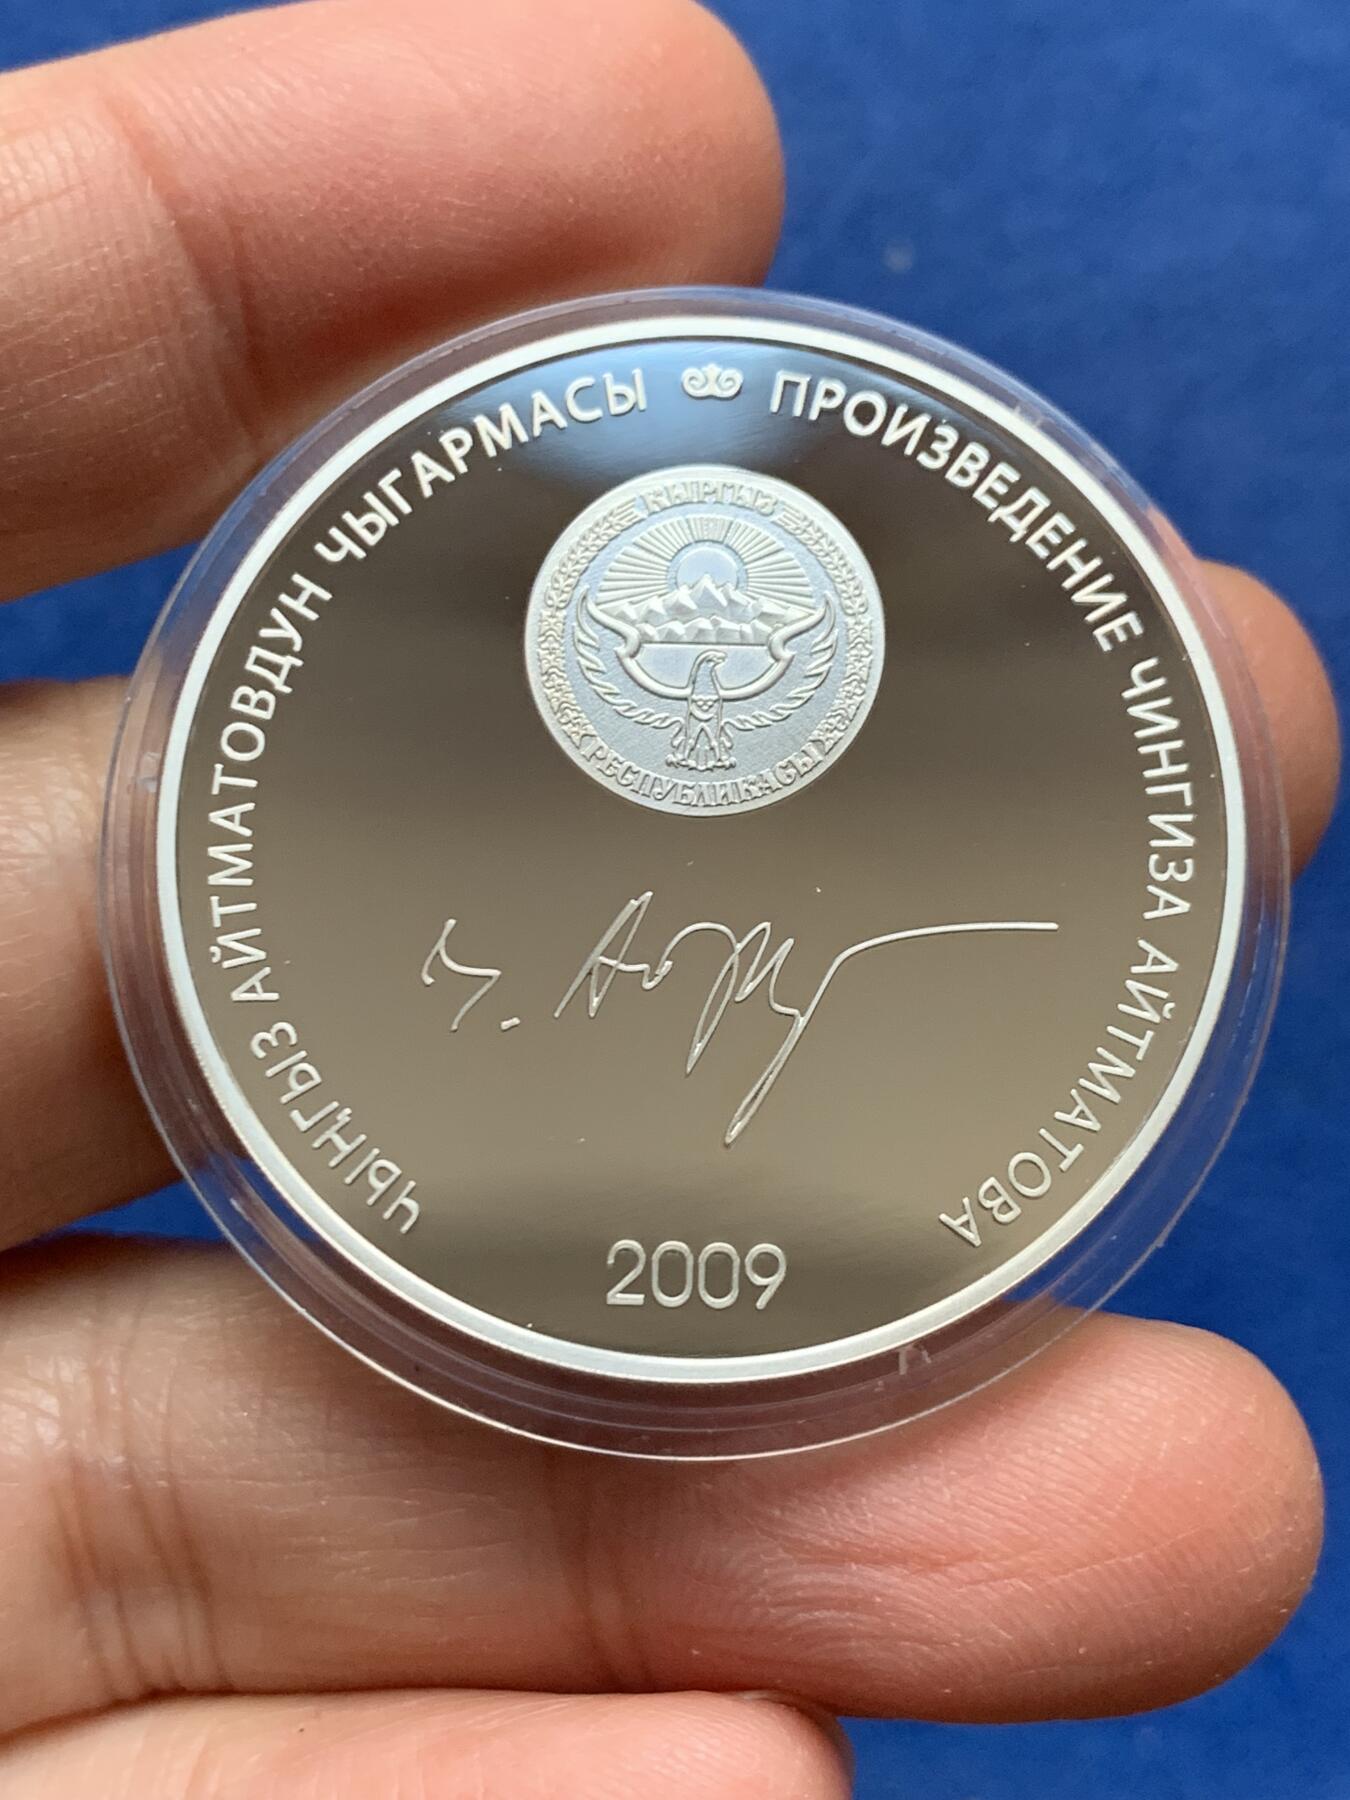 ЧЫҢГЫЗ АЙТМАТОВДУН ЧЫГАРМАСЫ
ПРОИЗВЕДЕНИЕ ЧИНГИЗА АЙТМАТОВА
КЫРГЫЗ
РЕСПУБЛИКАСЫ
2009